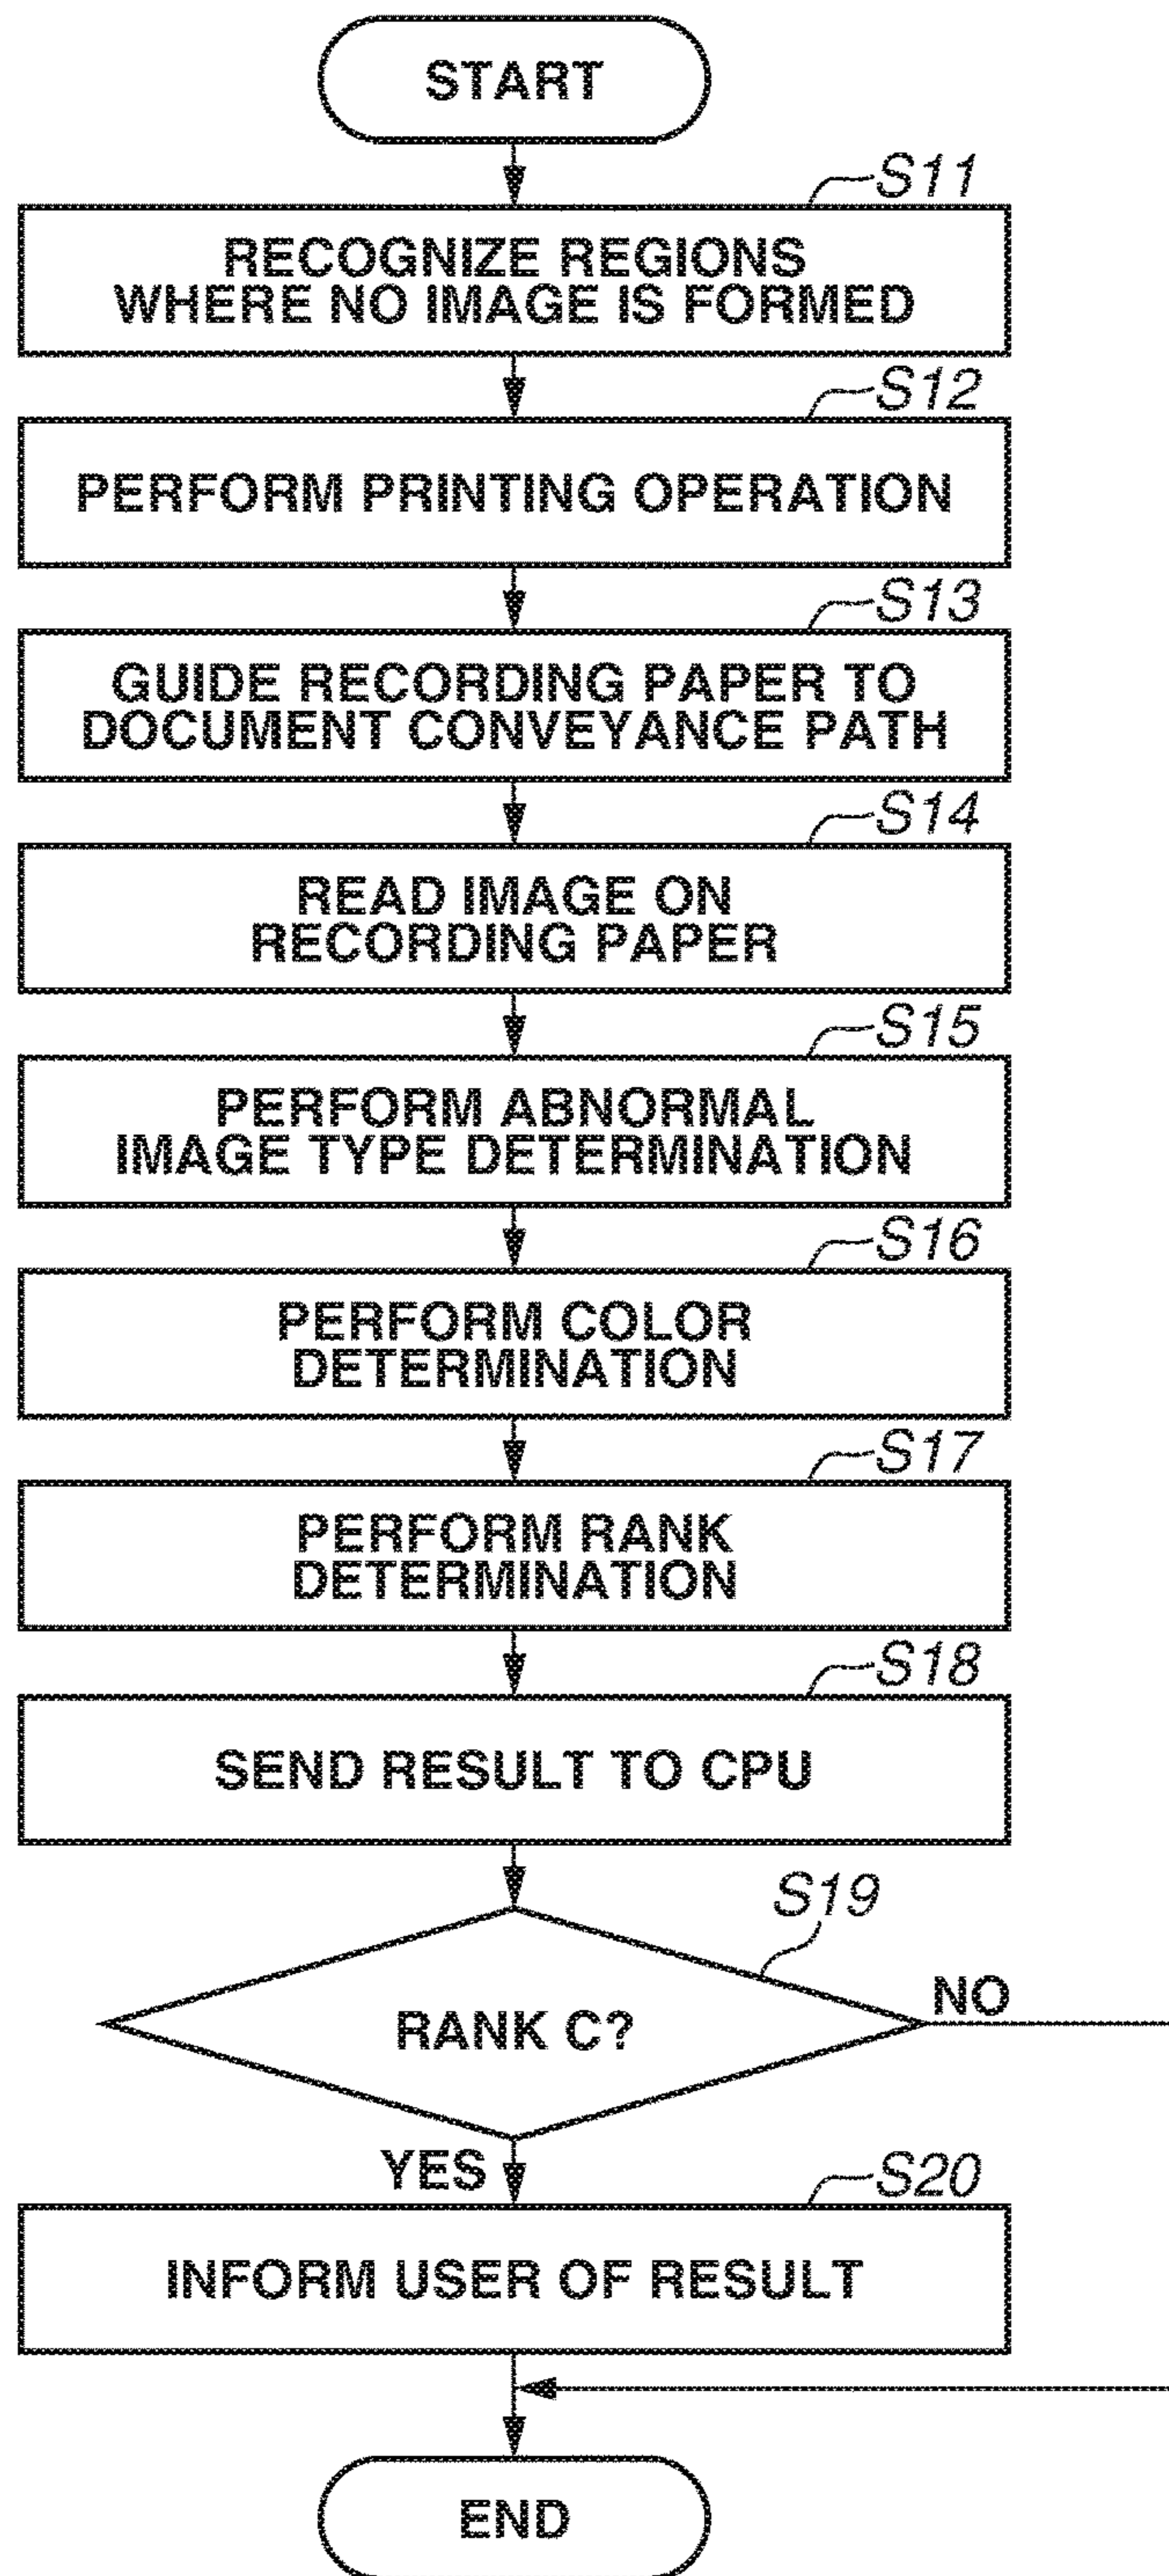 START
S11
RECOGNIZE REGIONS
WHERE NO IMAGE IS FORMED
S12
PERFORM PRINTING OPERATION
S13
GUIDE RECORDING PAPER TO
DOCUMENT CONVEYANCE PATH
S14
READ IMAGE ON
RECORDING PAPER
S15
PERFORM ABNORMAL
IMAGE TYPE DETERMINATION
S16
PERFORM COLOR
DETERMINATION
S17
PERFORM RANK
DETERMINATION
S18
SEND RESULT TO CPU
S19
RANK C?
NO
YES
S20
INFORM USER OF RESULT
END